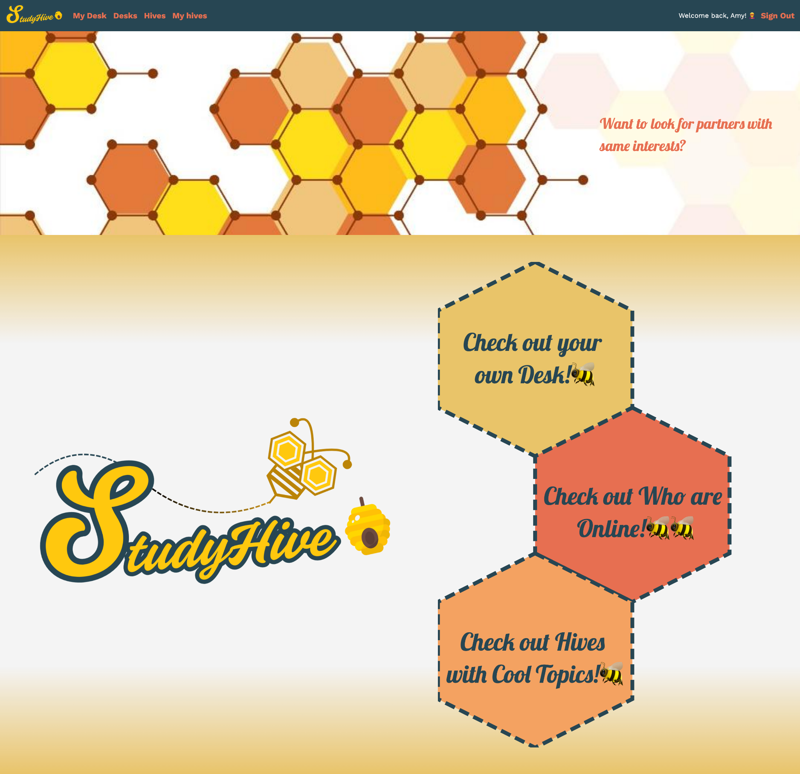 StudyHive
My Desk Desks Hives My hives
Welcome back, Amy!
Sign Out
Want to look for partners with
same interests?
Check out your
own Desk!
Check out Who are
Online!
StudyHive
Check out Hives
with Cool Topics!